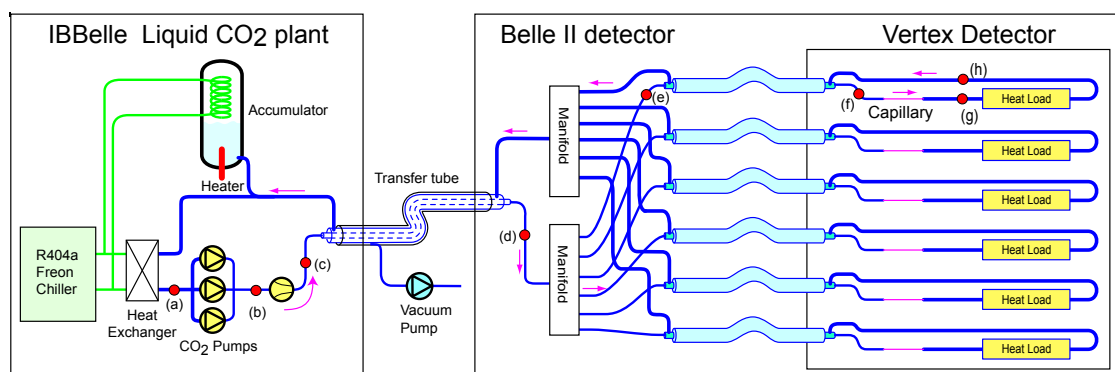 IBBelle Liquid CO2 plant
Belle II detector
Vertex Detector
Accumulator
Heater
Transfer tube
R404a
Freon
Chiller
(a)
(b)
(c)
Heat
Exchanger
CO2 Pumps
Vacuum
Pump
(d)
Manifold
Manifold
(e)
(f)
Capillary
(g)
(h)
Heat Load
Heat Load
Heat Load
Heat Load
Heat Load
Heat Load